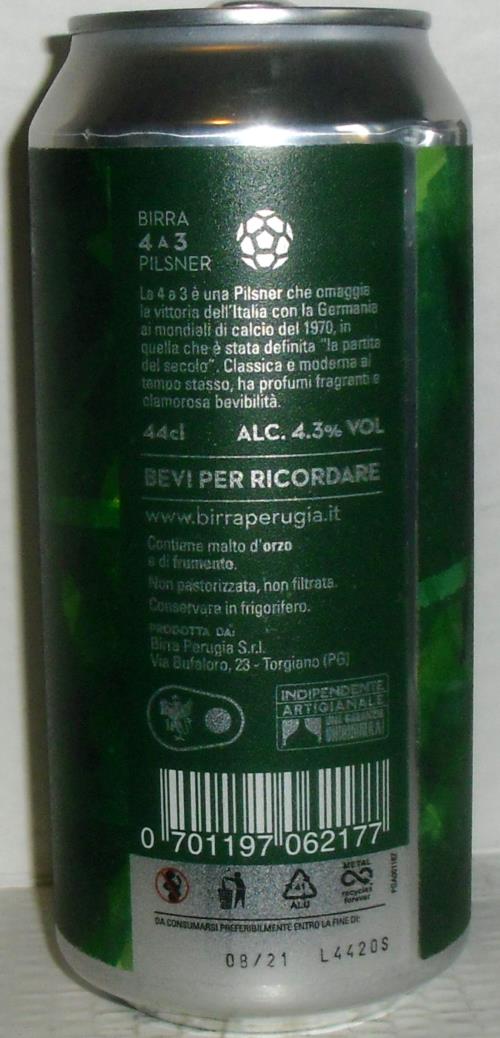 BIRRA
4 A 3
PILSNER
La 4 a 3 è una Pilsner che omaggia
la vittoria dell'Italia con la Germania
ai mondiali di calcio del 1970, in
quella che è stata definita "la partita
del secolo". Classica e moderna al
tempo stesso, ha profumi fragranti e
clamorosa bevibilità.
44cl ALC. 4.3% VOL
BEVI PER RICORDARE
www.birraperugia.it
Contiene malto d'orzo
e di frumento.
Non pastorizzata, non filtrata.
Conservare in frigorifero.
PRODOTTA DA:
Birra Perugia S.r.l.
Via Bufaloro, 23 - Torgiano (PG)
INDIPENDENTE
ARTIGIANALE
0 701197 062177
41
ALU
METAL
recycles
forever
DA CONSUMARSI PREFERIBILMENTE ENTRO LA FINE DI:
08/21 L4420S